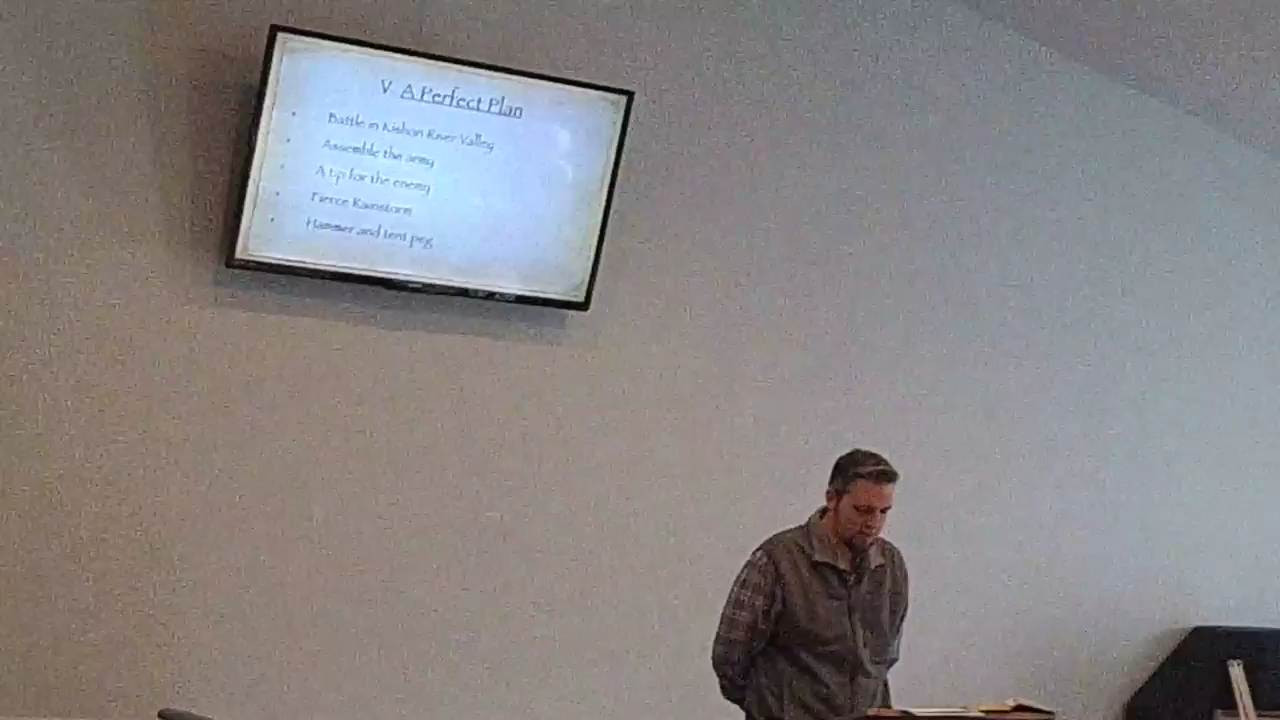 V A Perfect Plan
Battle in Kishon River Valley
Assemble the army
A tip for the enemy
Fierce Rainstorm
Hammer and tent peg